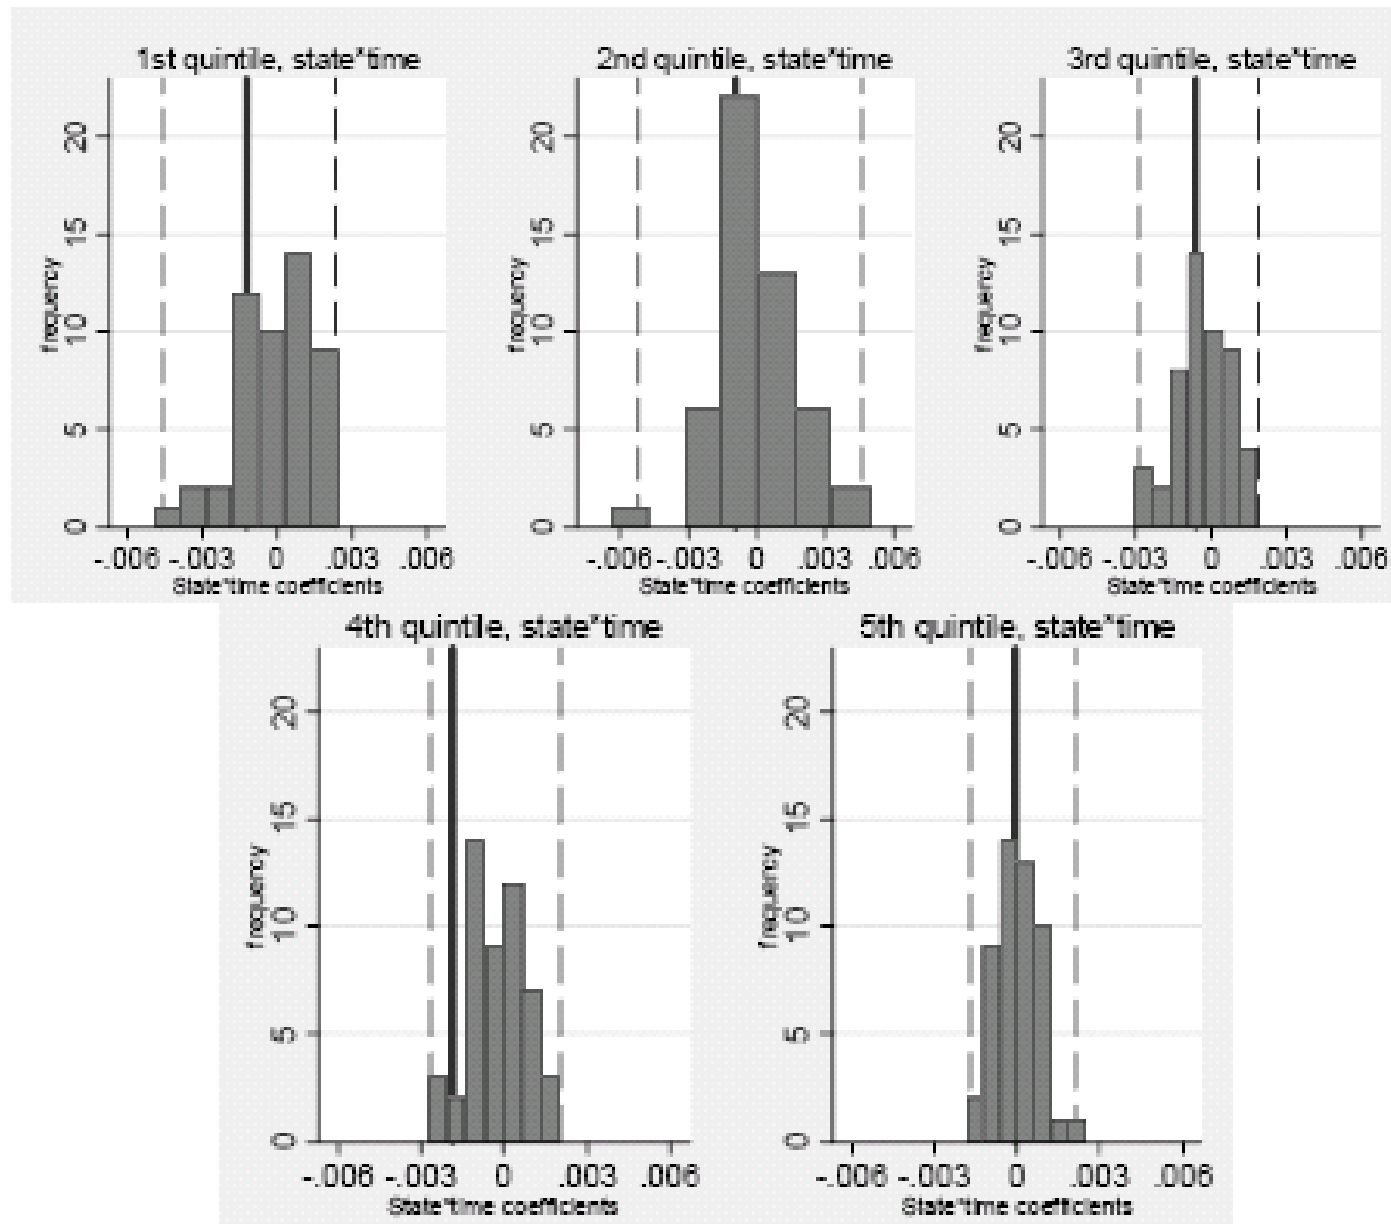 1st quintile, state*time
20
15
10
5
0
frequency
-.006 -.003 0 .003 .006
State*time coefficients
2nd quintile, state*time
20
15
10
5
0
frequency
-.006 -.003 0 .003 .006
State*time coefficients
3rd quintile, state*time
20
15
10
5
0
frequency
-.006 -.003 0 .003 .006
State*time coefficients
4th quintile, state*time
20
15
10
5
0
frequency
-.006 -.003 0 .003 .006
State*time coefficients
5th quintile, state*time
20
15
10
5
0
frequency
-.006 -.003 0 .003 .006
State*time coefficients